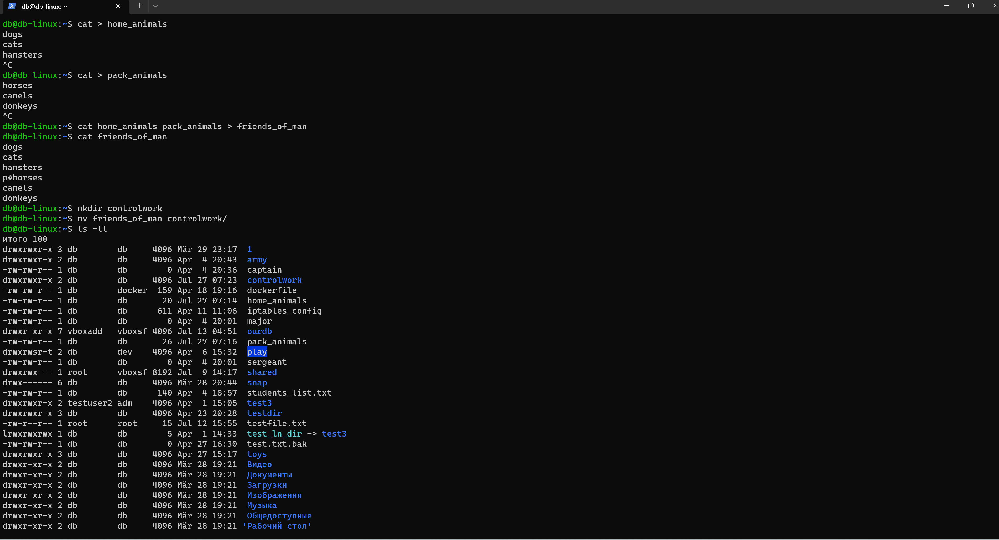 db@db-linux: ~
db@db-linux:~$ cat > home_animals
dogs
cats
hamsters
^C
db@db-linux:~$ cat > pack_animals
horses
camels
donkeys
^C
db@db-linux:~$ cat home_animals pack_animals > friends_of_man
db@db-linux:~$ cat friends_of_man
dogs
cats
hamsters
p�horses
camels
donkeys
db@db-linux:~$ mkdir controlwork
db@db-linux:~$ mv friends_of_man controlwork/
db@db-linux:~$ ls -ll
итого 100
drwxrwxr-x 3 db        db     4096 Mär 29 23:17  1
drwxrwxr-x 2 db        db     4096 Apr  4 20:43  army
-rw-rw-r-- 1 db        db        0 Apr  4 20:36  captain
drwxrwxr-x 2 db        db     4096 Jul 27 07:23  controlwork
-rw-rw-r-- 1 db        docker  159 Apr 18 19:16  dockerfile
-rw-rw-r-- 1 db        db       20 Jul 27 07:14  home_animals
-rw-rw-r-- 1 db        db      611 Apr 11 11:06  iptables_config
-rw-rw-r-- 1 db        db        0 Apr  4 20:01  major
drwxr-xr-x 7 vboxadd   vboxsf 4096 Jul 13 04:51  ourdb
-rw-rw-r-- 1 db        db       26 Jul 27 07:16  pack_animals
drwxrwsr-t 2 db        dev    4096 Apr  6 15:32  play
-rw-rw-r-- 1 db        db        0 Apr  4 20:01  sergeant
drwxrwx--- 1 root      vboxsf 8192 Jul  9 14:17  shared
drwx------ 6 db        db     4096 Mär 28 20:44  snap
-rw-rw-r-- 1 db        db      140 Apr  4 18:57  students_list.txt
drwxrwxr-x 2 testuser2 adm    4096 Apr  1 15:05  test3
drwxrwxr-x 3 db        db     4096 Apr 23 20:28  testdir
-rw-r--r-- 1 root      root     15 Jul 12 15:55  testfile.txt
lrwxrwxrwx 1 db        db        5 Apr  1 14:33  test_ln_dir -> test3
-rw-rw-r-- 1 db        db        0 Apr 27 16:30  test.txt.bak
drwxrwxr-x 3 db        db     4096 Apr 27 15:17  toys
drwxr-xr-x 2 db        db     4096 Mär 28 19:21  Видео
drwxr-xr-x 2 db        db     4096 Mär 28 19:21  Документы
drwxr-xr-x 2 db        db     4096 Mär 28 19:21  Загрузки
drwxr-xr-x 2 db        db     4096 Mär 28 19:21  Изображения
drwxr-xr-x 2 db        db     4096 Mär 28 19:21  Музыка
drwxr-xr-x 2 db        db     4096 Mär 28 19:21  Общедоступные
drwxr-xr-x 2 db        db     4096 Mär 28 19:21 'Рабочий стол'